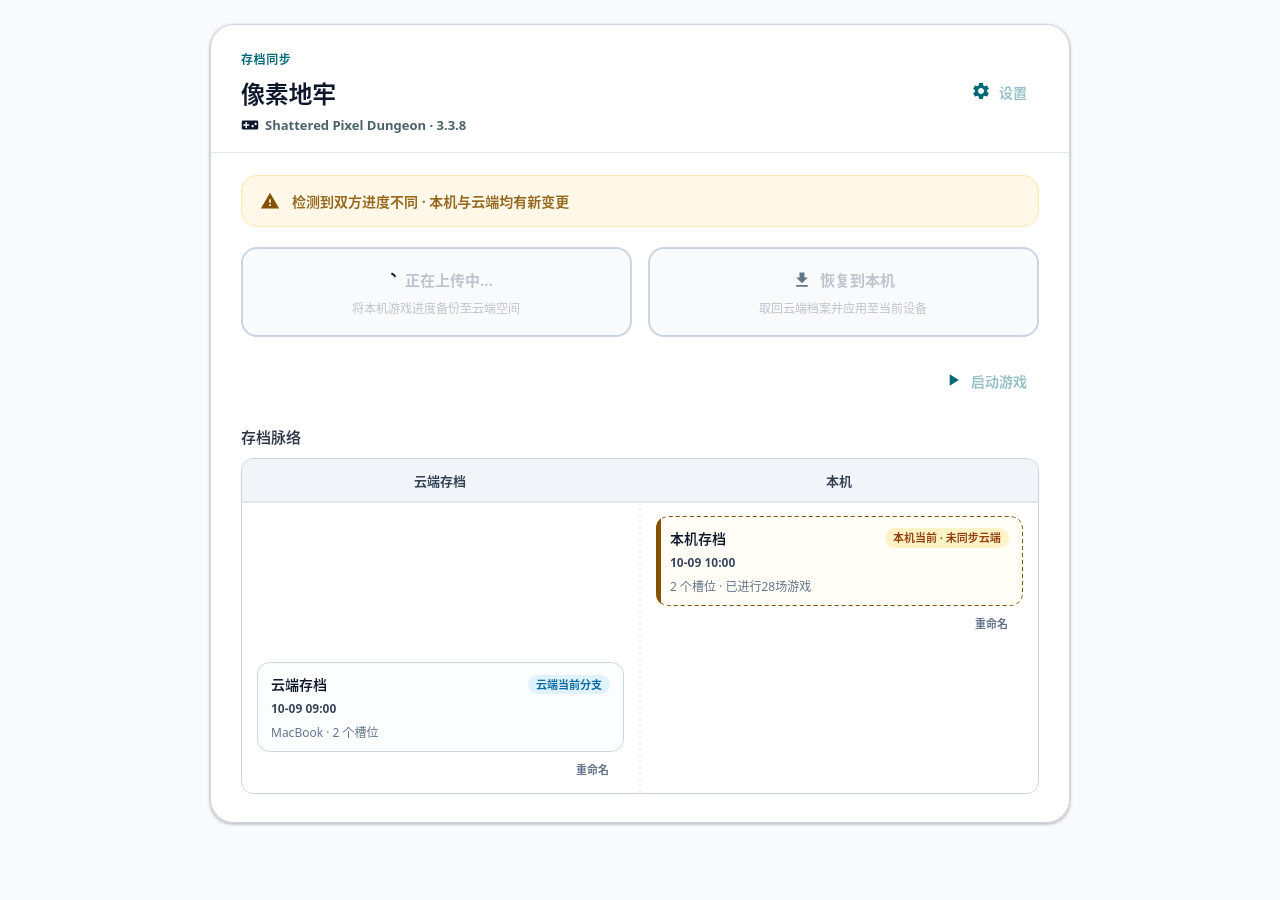 存档同步
像素地牢
设置
Shattered Pixel Dungeon · 3.3.8
检测到双方进度不同 · 本机与云端均有新变更
正在上传中...
将本机游戏进度备份至云端空间
恢复到本机
取回云端档案并应用至当前设备
启动游戏
存档脉络
云端存档
本机
本机存档
本机当前 · 未同步云端
10-09 10:00
2 个槽位 · 已进行28场游戏
重命名
云端存档
云端当前分支
10-09 09:00
MacBook · 2 个槽位
重命名